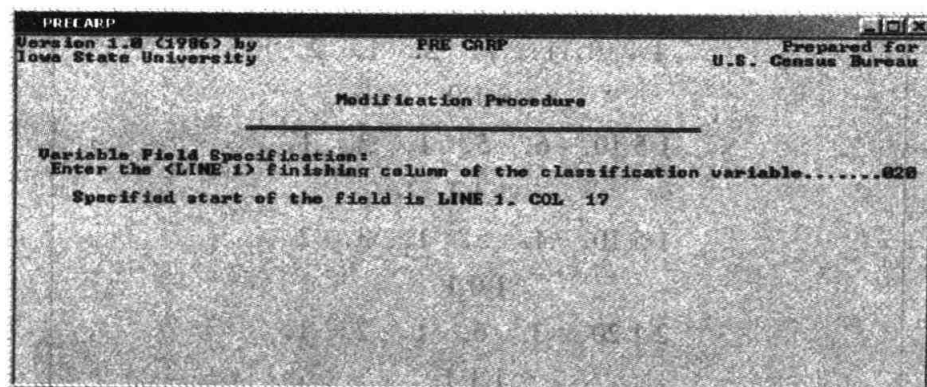 PRECARP
Version 1.0 (1986) by PRE CARP Prepared for
Iowa State University U.S. Census Bureau
Modification Procedure
Variable Field Specification:
Enter the <LINE 1> finishing column of the classification variable.......020
Specified start of the field is LINE 1. COL 17